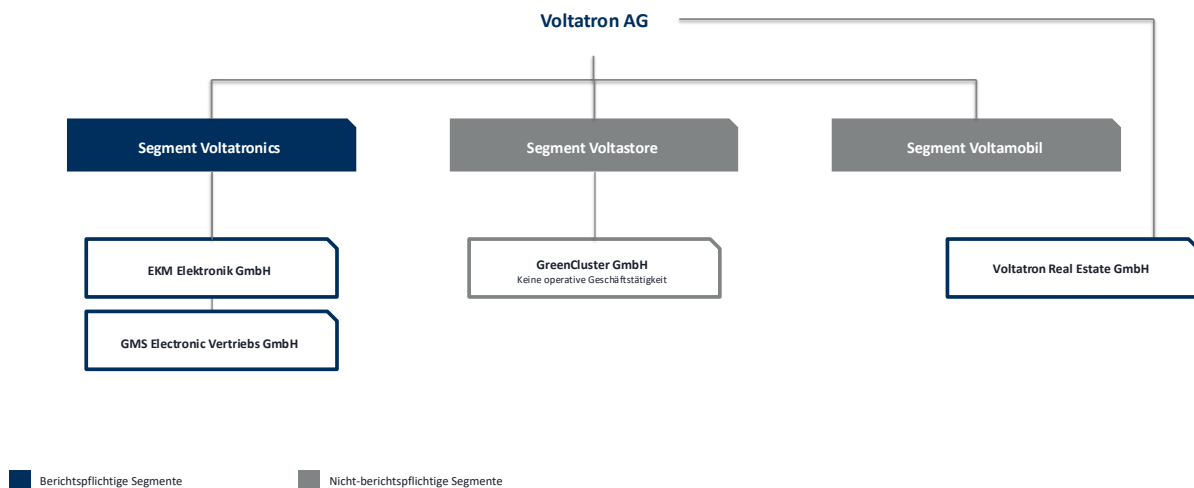 Voltatron AG
Segment Voltatronics
Segment Voltastore
Segment Voltamobil
EKM Elektronik GmbH
GreenCluster GmbH
Keine operative Geschäftstätigkeit
Voltatron Real Estate GmbH
GMS Electronic Vertriebs GmbH
Berichtspflichtige Segmente
Nicht-berichtspflichtige Segmente